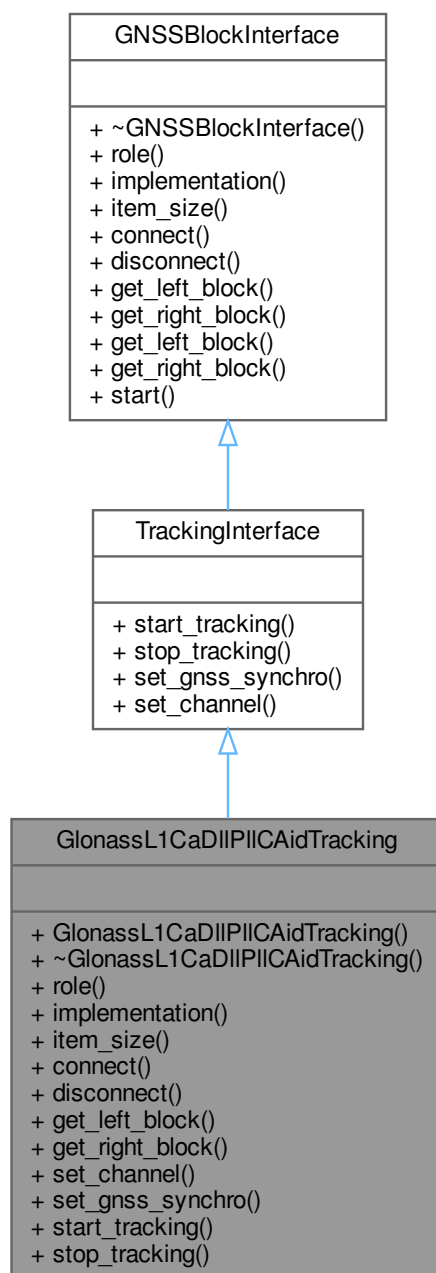 GNSSBlockInterface
+ ~GNSSBlockInterface()
+ role()
+ implementation()
+ item_size()
+ connect()
+ disconnect()
+ get_left_block()
+ get_right_block()
+ get_left_block()
+ get_right_block()
+ start()
TrackingInterface
+ start_tracking()
+ stop_tracking()
+ set_gnss_synchro()
+ set_channel()
GlonassL1CaDllPllCAidTracking
+ GlonassL1CaDllPllCAidTracking()
+ ~GlonassL1CaDllPllCAidTracking()
+ role()
+ implementation()
+ item_size()
+ connect()
+ disconnect()
+ get_left_block()
+ get_right_block()
+ set_channel()
+ set_gnss_synchro()
+ start_tracking()
+ stop_tracking()